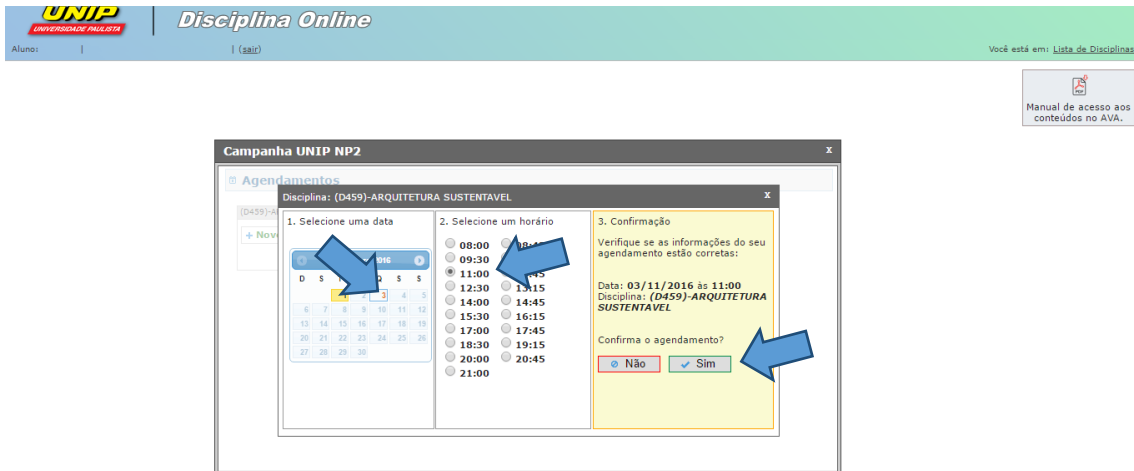 UNIP
UNIVERSIDADE PAULISTA
Disciplina Online
Aluno: | | (sair)
Você está em: Lista de Disciplinas
PDF
Manual de acesso aos
conteúdos no AVA.
Campanha UNIP NP2 x
Agendamentos
(D459)-A
+ Nov
Disciplina: (D459)-ARQUITETURA SUSTENTAVEL x
1. Selecione uma data
2016
D S Q S S
1 2 3 4 5
6 7 8 9 10 11 12
13 14 15 16 17 18 19
20 21 22 23 24 25 26
27 28 29 30
2. Selecione um horário
08:00
09:30
11:00
12:30 13:15
14:00 14:45
15:30 16:15
17:00 17:45
18:30 19:15
20:00 20:45
21:00
3. Confirmação
Verifique se as informações do seu
agendamento estão corretas:
Data: 03/11/2016 às 11:00
Disciplina: (D459)-ARQUITETURA
SUSTENTAVEL
Confirma o agendamento?
Não Sim